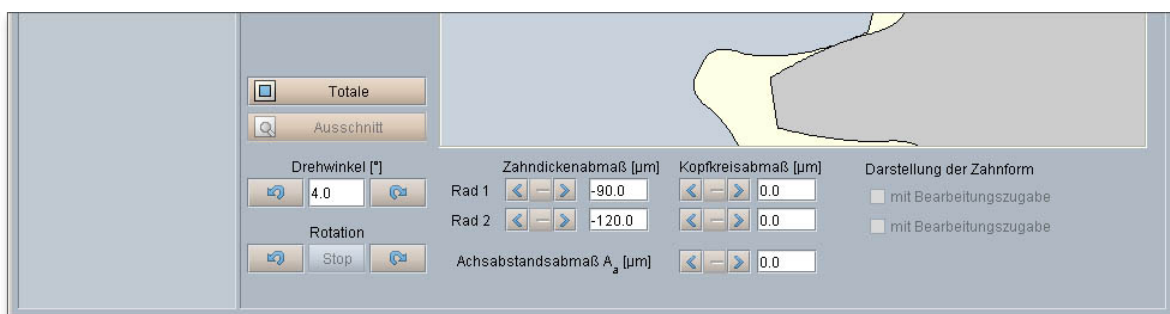 Totale
Ausschnitt
Drehwinkel [°] Zahndickenabmaß [µm] Kopfkreisabmaß [µm] Darstellung der Zahnform
4.0 Rad 1 -90.0 0.0 mit Bearbeitungszugabe
Rotation Rad 2 -120.0 0.0 mit Bearbeitungszugabe
Stop Achsabstandsabmaß Aa [µm] 0.0